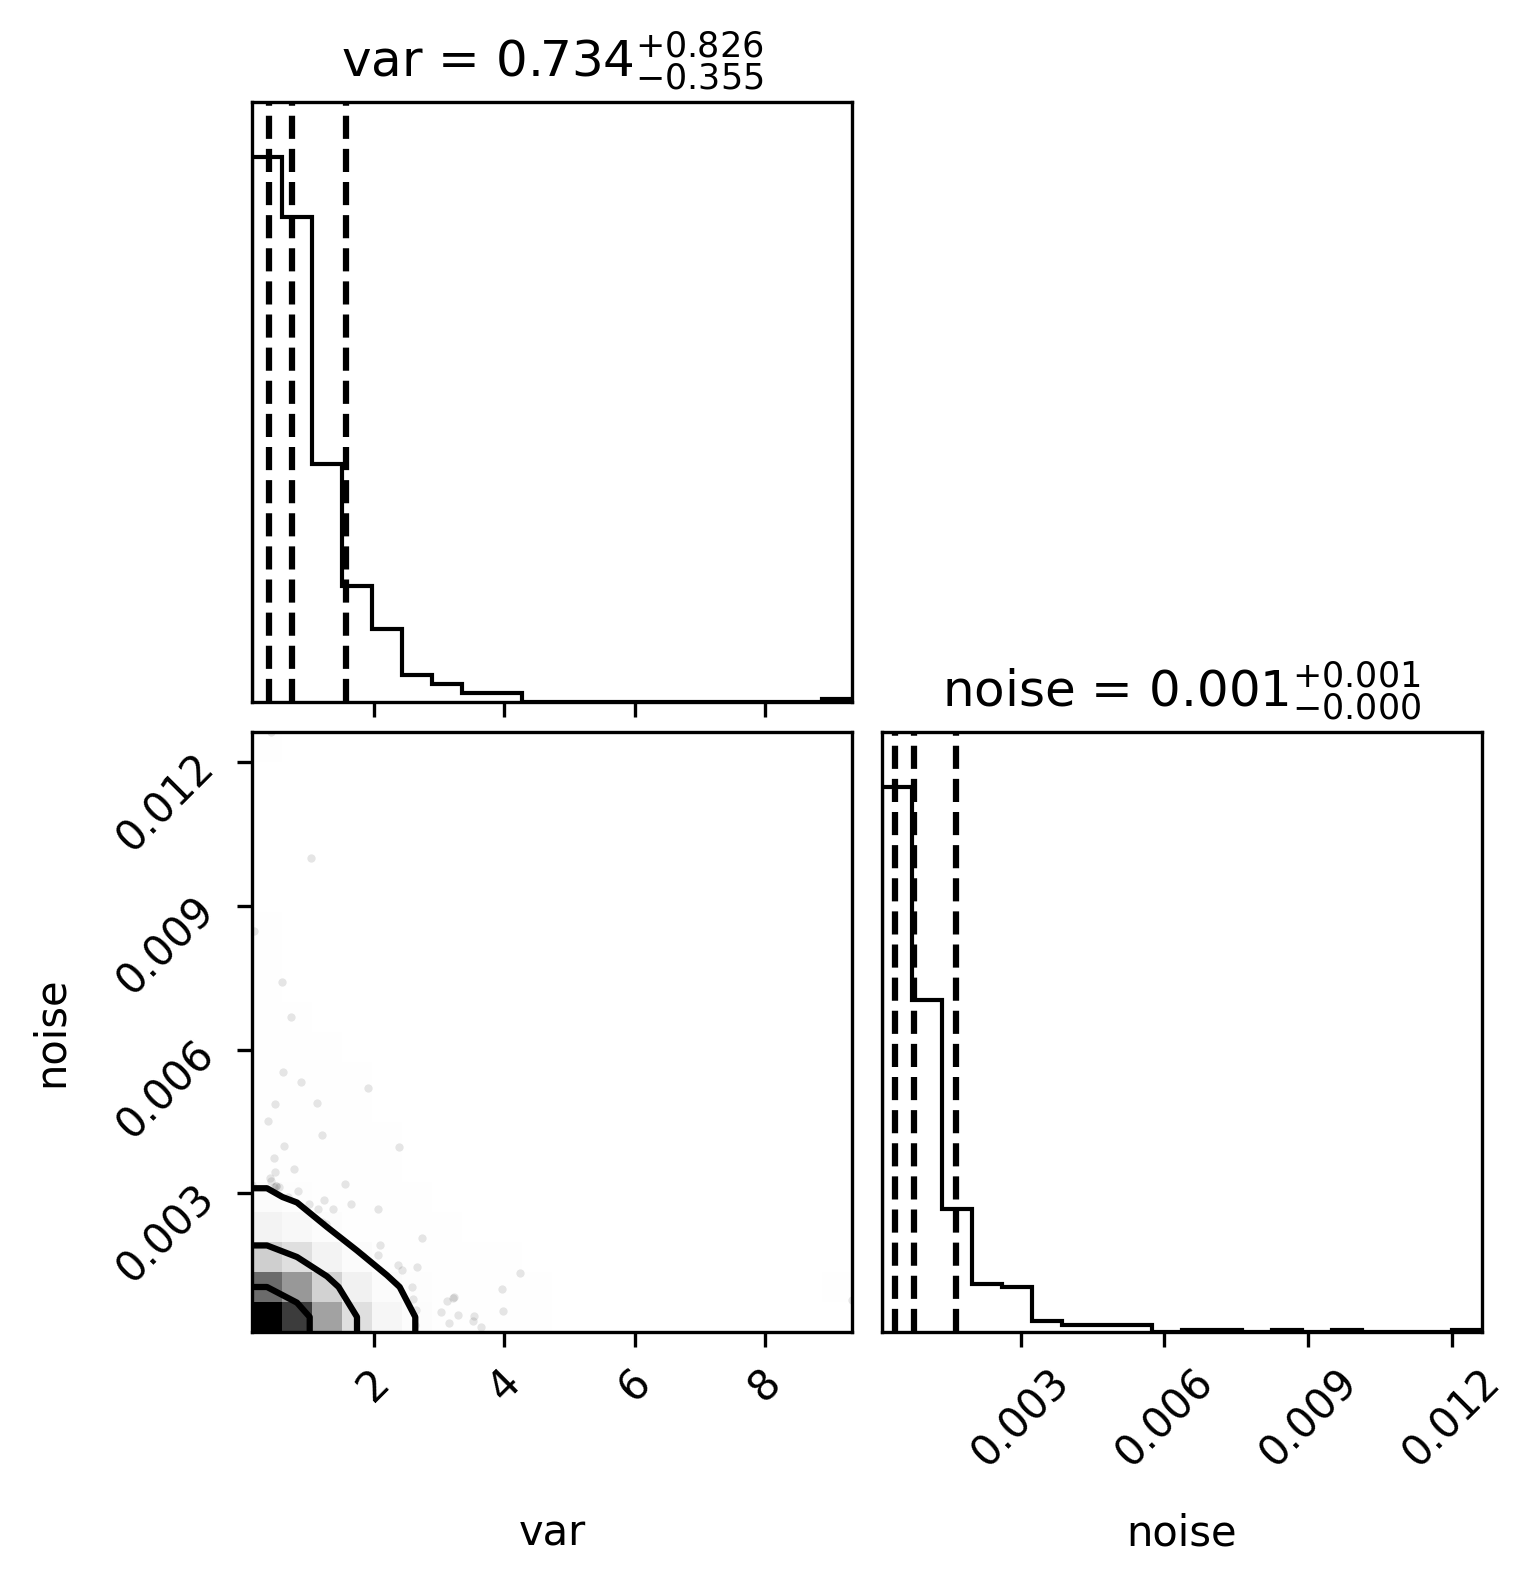 var = 0.734+0.826−0.355
noise = 0.001+0.001−0.000
0.012
0.009
0.006
0.003
noise
2 4 6 8
var
0.003 0.006 0.009 0.012
noise